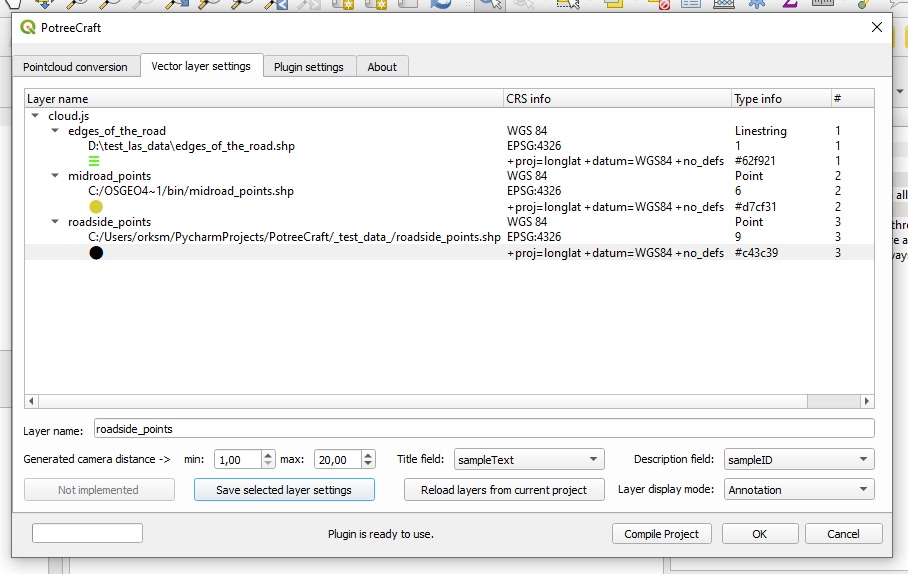 PotreeCraft
Pointcloud conversion Vector layer settings Plugin settings About
Layer name CRS info Type info #
cloud.js
edges_of_the_road WGS 84 Linestring 1
D:\test_las_data\edges_of_the_road.shp EPSG:4326 1 1
+proj=longlat +datum=WGS84 +no_defs #62f921 1
midroad_points WGS 84 Point 2
C:/OSGEO4~1/bin/midroad_points.shp EPSG:4326 6 2
+proj=longlat +datum=WGS84 +no_defs #d7cf31 2
roadside_points WGS 84 Point 3
C:/Users/orksm/PycharmProjects/PotreeCraft/_test_data_/roadside_points.shp EPSG:4326 9 3
+proj=longlat +datum=WGS84 +no_defs #c43c39 3
Layer name: roadside_points
Generated camera distance -> min: 1,00 max: 20,00 Title field: sampleText Description field: sampleID
Not implemented Save selected layer settings Reload layers from current project Layer display mode: Annotation
Plugin is ready to use. Compile Project OK Cancel
all